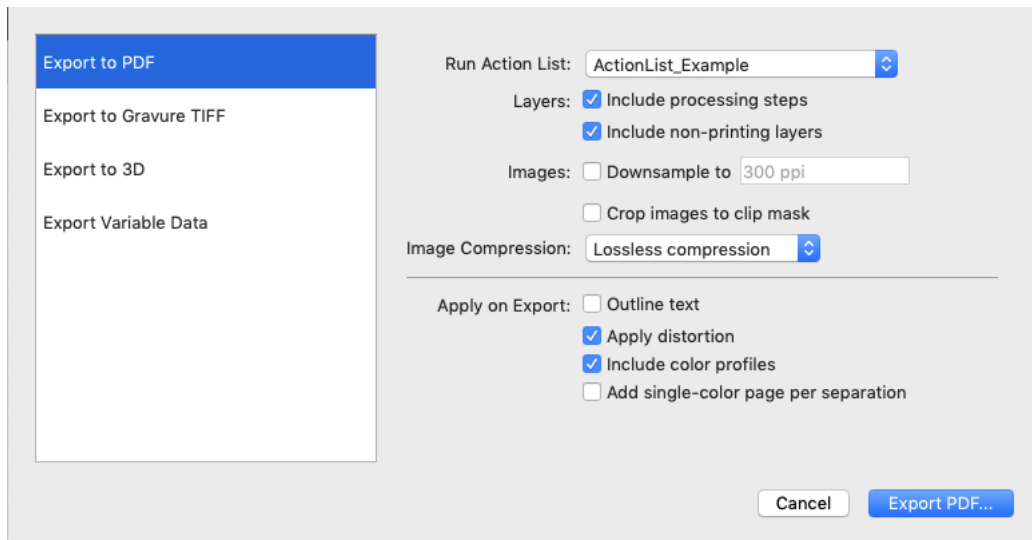 Export to PDF
Export to Gravure TIFF
Export to 3D
Export Variable Data
Run Action List: ActionList_Example
Layers: Include processing steps
Include non-printing layers
Images: Downsample to 300 ppi
Crop images to clip mask
Image Compression: Lossless compression
Apply on Export: Outline text
Apply distortion
Include color profiles
Add single-color page per separation
Cancel Export PDF...